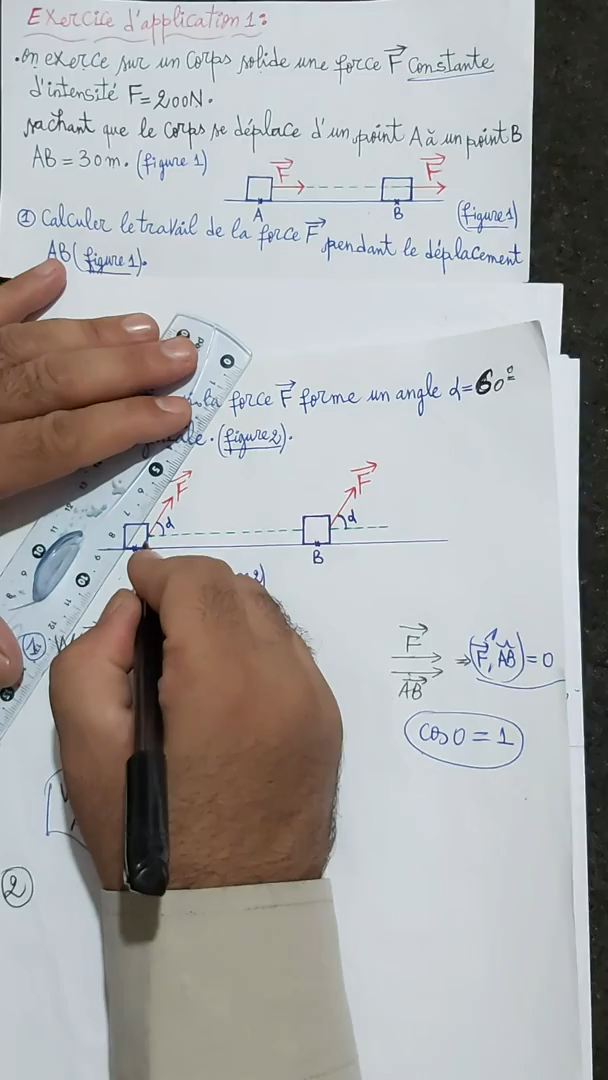 Exercice d'application 1:
.on exerce sur un corps solide une force F Constante
d'intensité F=200N.
sachant que le corps se déplace d'un point A à un point B
AB = 30m. (figure 1)
F F
A B (figure 1)
① Calculer le travail de la force F pendant le déplacement
AB (figure 1).
la force F forme un angle α=60°
(figure 2).
F F
α α
B
① W
F
AB
⇒ (F, AB) = 0
cos 0 = 1
②